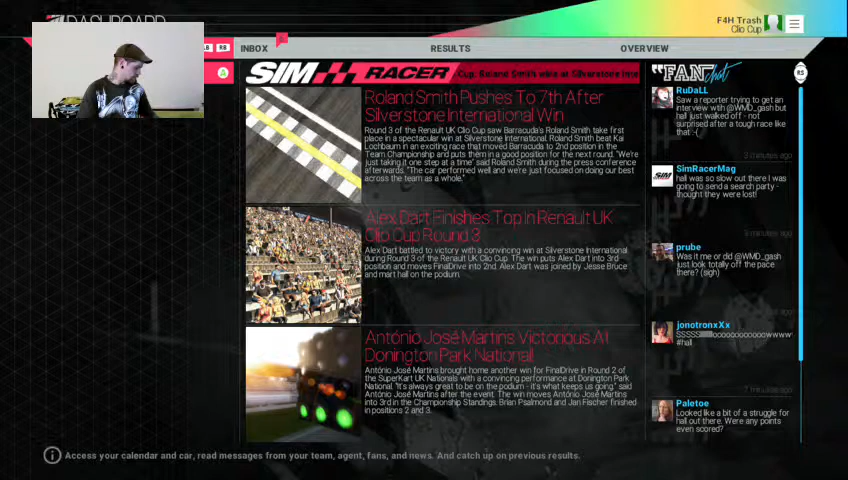 DASHBOARD
F4H Trash
Clio Cup
RB
INBOX
RESULTS
OVERVIEW
A
SIM RACER
Cup. Roland Smith wins at Silverstone Inte
"FAN chat
RS
Roland Smith Pushes To 7th After
Silverstone International Win
Round 3 of the Renault UK Clio Cup saw Barracuda's Roland Smith take first
place in a spectacular win at Silverstone International. Roland Smith best Kai
Lochbaum in an exciting race that moved Barracuda to 2nd position in the
Team Championship and puts them in a good position for the next round. "We're
just taking it one step at a time" said Roland Smith during the press conference
afterwards. "The car performed well and we're just focused on doing our best
across the team as a whole."
Alex Dart Finishes Top In Renault UK
Clio Cup Round 3
Alex Dart battled to victory with a convincing win at Silverstone International
during Round 3 of the Renault UK Clio Cup. The win puts Alex Dart into 3rd
position and moves FinalDrive into 2nd. Alex Dart was joined by Jesse Bruce
and mart hall on the podium.
António José Martins Victorious At
Donington Park National
António José Martins brought home another win for FinalDrive in Round 2 of
the SuperKart UK Nationals with a convincing performance at Donington Park
National. "It's always great to be on the podium - it's what keeps us going" said
António José Martins after the event. The win moves António José Martins
into 3rd in the Championship Standings. Brian Psalmond and Jan Fischer finished
in positions 2 and 3.
RuDaLL
Saw a reporter trying to get an
interview with @WMD_gash but
hall just walked off - not
surprised after a tough race like
that :-(
3 minutes ago
SimRacerMag
hall was so slow out there I was
going to send a search party -
thought they were lost!
minutes ago
prube
Was it me or did @WMD_gash
just look totally off the pace
there? (sigh)
ago
jonotronxXx
#hall
7 minutes ago
Paletoe
Looked like a bit of a struggle for
hall out there. Were any points
even scored?
Access your calendar and car, read messages from your team, agent, fans, and news. And catch up on previous results.